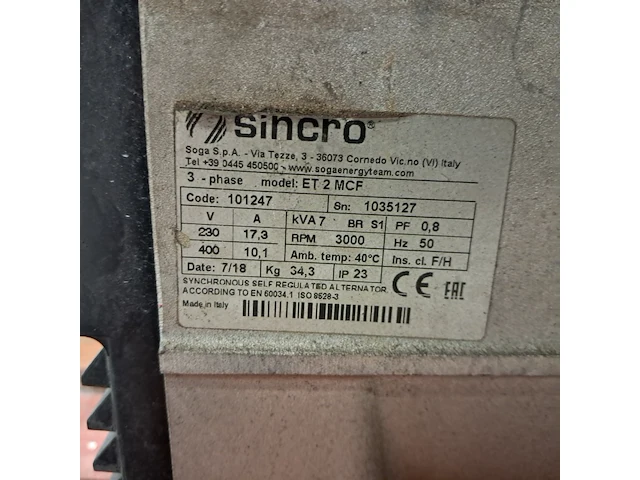 sincro®
Soga S.p.A. - Via Tezze, 3 - 36073 Cornedo Vic.no (VI) Italy
Tel +39 0445 450500 - www.sogaenergyteam.com
3 - phase model: ET 2 MCF
Code: 101247 Sn: 1035127
V A kVA 7 BR S1 PF 0,8
230 17,3 RPM 3000 Hz 50
400 10,1 Amb. temp: 40°C Ins. cl. F/H
Date: 7/18 Kg 34,3 IP 23
SYNCHRONOUS SELF REGULATED ALTERNATOR
ACCORDING TO EN 60034.1 ISO 8528-3
Made in Italy
CE EAC